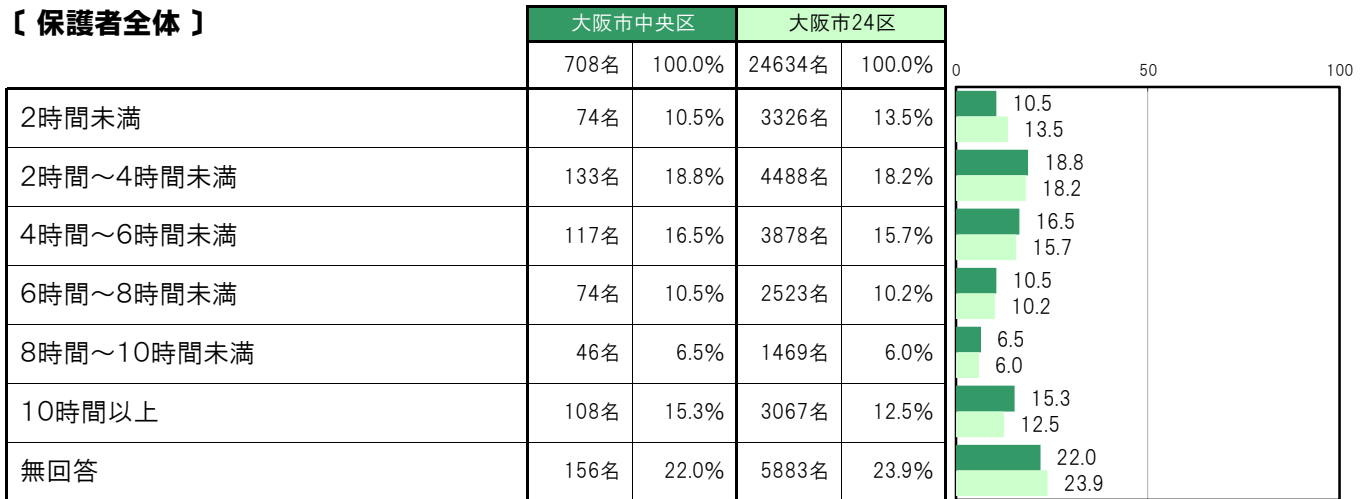 〔 保護者全体 〕
大阪市中央区 大阪市24区
708名 100.0% 24634名 100.0% 0 50 100
2時間未満 74名 10.5% 3326名 13.5% 10.5
13.5
2時間～4時間未満 133名 18.8% 4488名 18.2% 18.8
18.2
4時間～6時間未満 117名 16.5% 3878名 15.7% 16.5
15.7
6時間～8時間未満 74名 10.5% 2523名 10.2% 10.5
10.2
8時間～10時間未満 46名 6.5% 1469名 6.0% 6.5
6.0
10時間以上 108名 15.3% 3067名 12.5% 15.3
12.5
無回答 156名 22.0% 5883名 23.9% 22.0
23.9